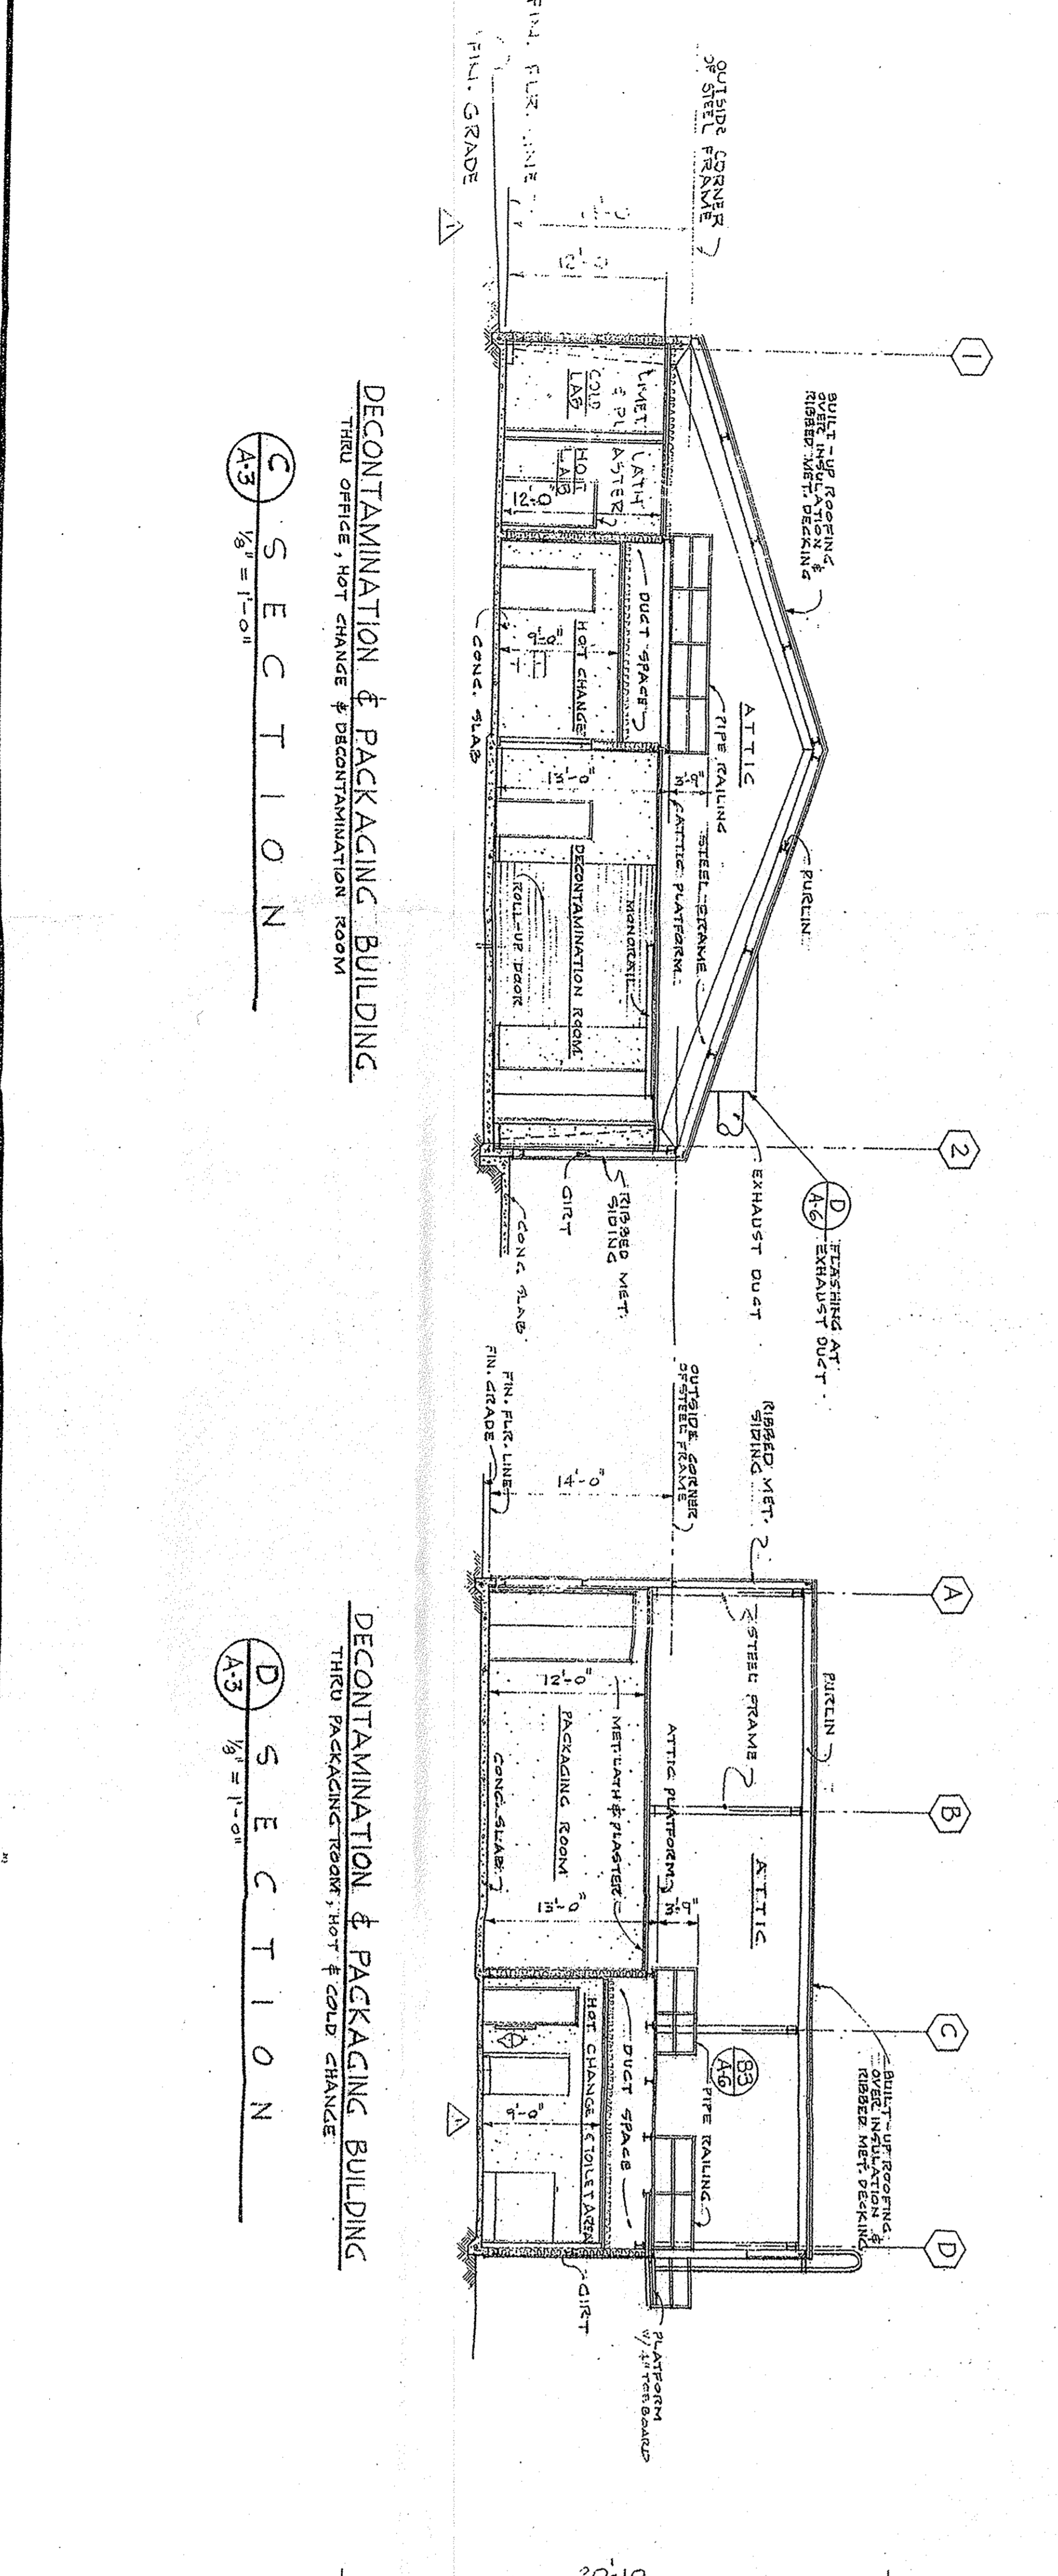 1
2
OUTSIDE CORNER
OF STEEL FRAME
BUILT-UP ROOFING
OVER INSULATION &
RIBBED MET. DECKING
ATTIC
PIPE RAILING
PURLIN
STEEL FRAME
ATTIC PLATFORM
3'-9"
D
A-6
FLASHING AT
EXHAUST DUCT
EXHAUST DUCT
12'-0
MET. LATH
& PLASTER
COLD
LAB
HOT
LAB
12'-0"
DUCT SPACE
HOT CHANGE
9'-0"
13'-0"
MONORAIL
DECONTAMINATION ROOM
ROLL-UP DOOR
RIBBED MET.
SIDING
GIRT
CONC. SLAB
CONC. SLAB
FIN. FLR. LINE
FIN. GRADE
1
DECONTAMINATION & PACKAGING BUILDING
THRU OFFICE, HOT CHANGE & DECONTAMINATION ROOM
C
A-3
SECTION
1/8" = 1'-0"
A
B
C
D
RIBBED MET.
SIDING
OUTSIDE CORNER
OF STEEL FRAME
14'-0"
FIN. FLR. LINE
FIN. GRADE
PURLIN
BUILT-UP ROOFING
OVER INSULATION &
RIBBED MET. DECKING
STEEL FRAME
ATTIC
ATTIC PLATFORM
3'-9"
B3
A-6
PIPE RAILING
MET. LATH & PLASTER
12'-0"
PACKAGING ROOM
13'-0"
CONC. SLAB
DUCT SPACE
HOT CHANGE & TOILET AREA
9'-0"
GIRT
PLATFORM
W/ 4" TOEBOARD
1
DECONTAMINATION & PACKAGING BUILDING
THRU PACKAGING ROOM, HOT & COLD CHANGE
D
A-3
SECTION
1/8" = 1'-0"